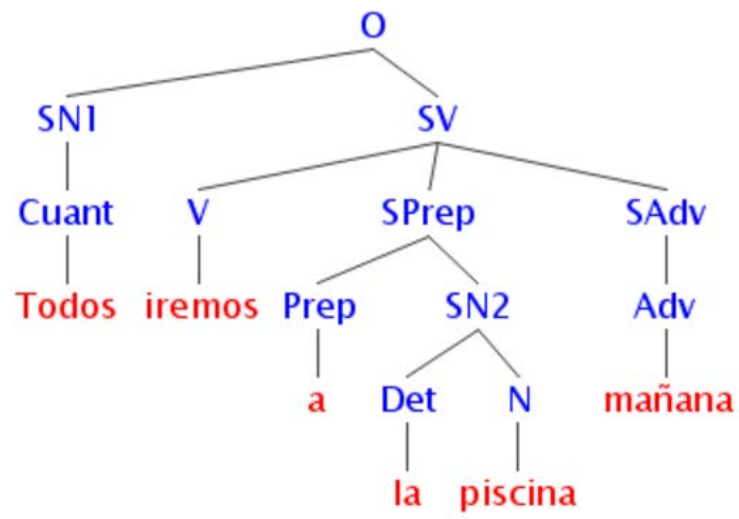 O
SN1 SV
Cuant V SPrep SAdv
Todos iremos Prep SN2 Adv
a Det N mañana
la piscina